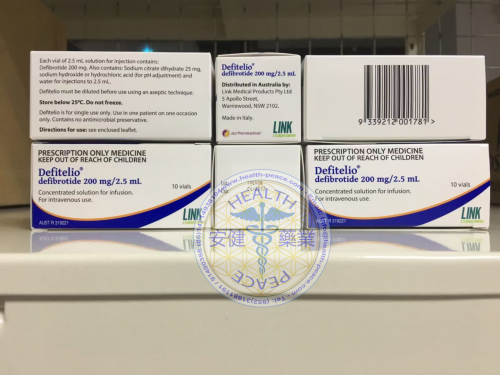 Each vial of 2.5 mL solution for injection contains:
Defibrotide 200 mg. Also contains: Sodium citrate dihydrate 25 mg,
sodium hydroxide or hydrochloric acid (for pH adjustment) and
water for injections to 2.5 mL.
Defitelio must be diluted before use using an aseptic technique.
Store below 25°C. Do not freeze.
Defitelio is for single use only. Use in one patient on one occasion
only. Contains no antimicrobial preservative.
Directions for use: see enclosed leaflet.
Defitelio®
defibrotide 200 mg/2.5 mL
Distributed in Australia by:
Link Medical Products Pty Ltd
5 Apollo Street,
Warriewood, NSW 2102.
Made in Italy.
LINK
9 339212 001781 >
PRESCRIPTION ONLY MEDICINE
KEEP OUT OF REACH OF CHILDREN
Defitelio®
defibrotide 200 mg/2.5 mL
10 vials
Concentrated solution for infusion.
For intravenous use.
AUST R 319221
LINK
PRESCRIPTION ONLY MEDICINE
KEEP OUT OF REACH OF CHILDREN
Defitelio®
defibrotide 200 mg/2.5 mL
10 vials
Concentrated solution for infusion.
For intravenous use.
AUST R 319221
LINK
HEALTH
安健 藥業
PEACE